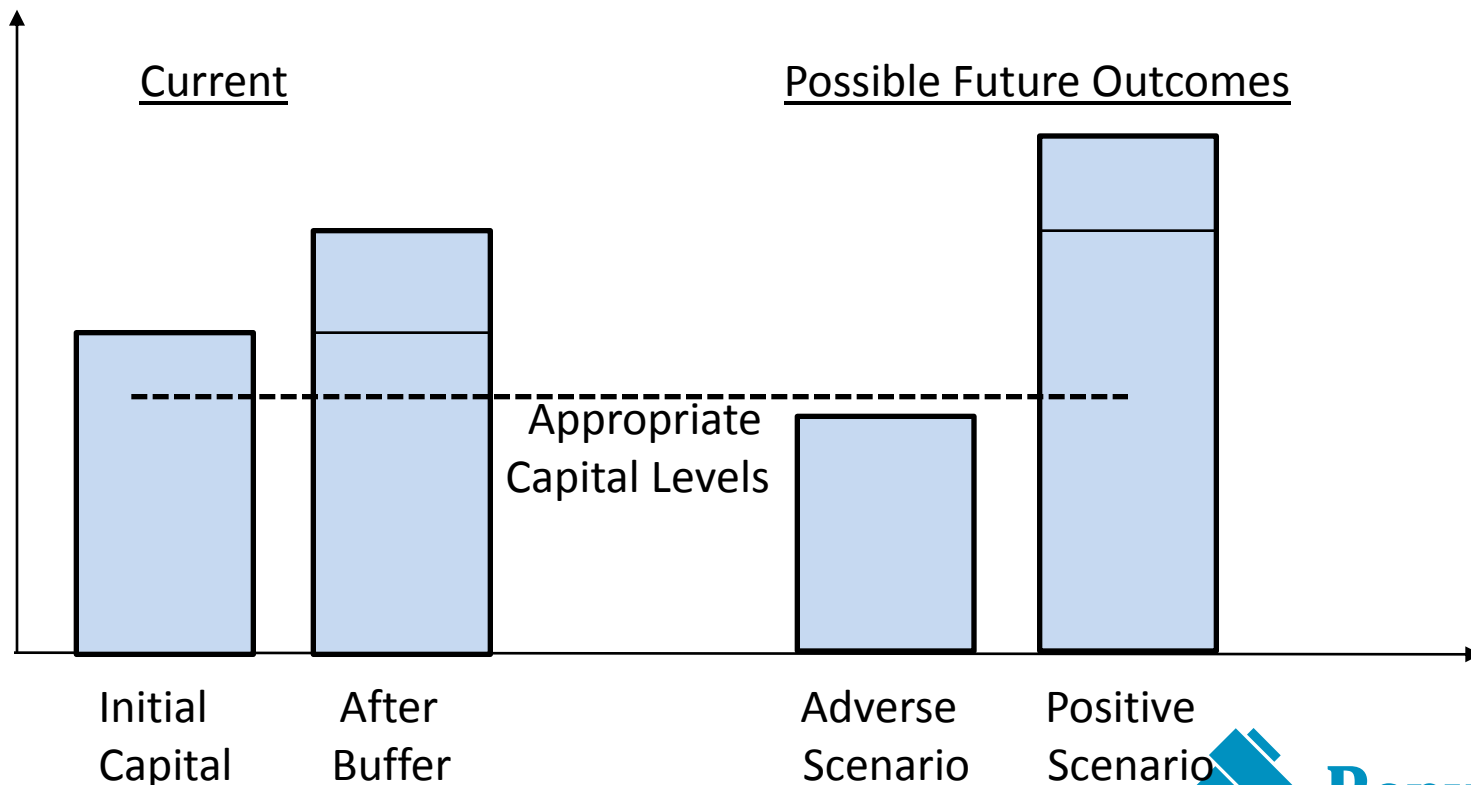 Current
Possible Future Outcomes
Appropriate
Capital Levels
Initial
Capital
After
Buffer
Adverse
Scenario
Positive
Scenario